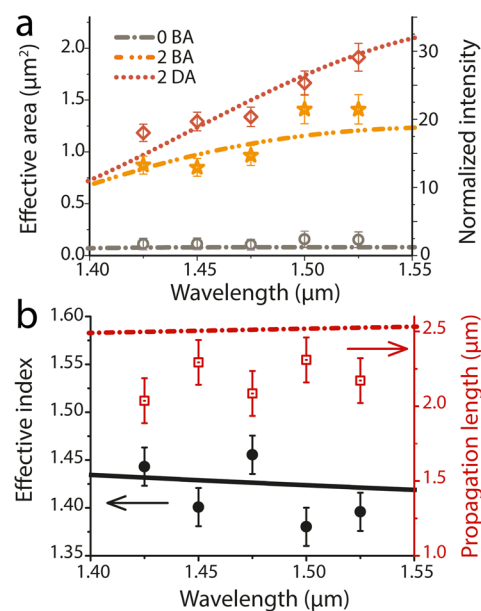 a
0 BA
2 BA
2 DA
Effective area (µm²)
2.0
1.5
1.0
0.5
0.0
Normalized intensity
30
20
10
0
1.40
1.45
1.50
1.55
Wavelength (µm)
b
Effective index
1.60
1.55
1.50
1.45
1.40
1.35
Propagation length (µm)
2.5
2.0
1.5
1.0
1.40
1.45
1.50
1.55
Wavelength (µm)